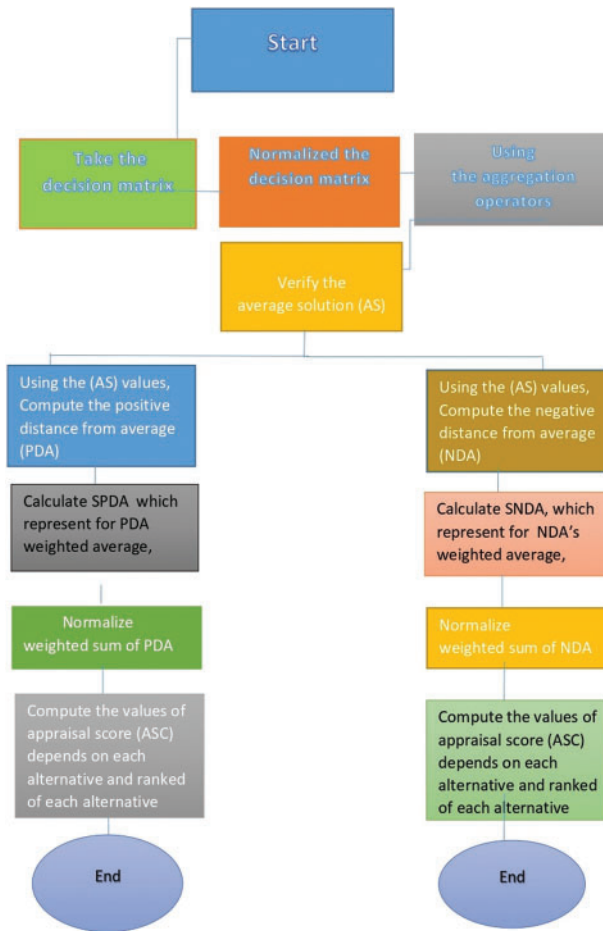 Start
Take the
decision matrix
Normalized the
decision matrix
Using
the aggregation
operators
Verify the
average solution (AS)
Using the (AS) values,
Compute the positive
distance from average
(PDA)
Calculate SPDA which
represent for PDA
weighted average,
Normalize
weighted sum of PDA
Compute the values of
appraisal score (ASC)
depends on each
alternative and ranked
of each alternative
End
Using the (AS) values,
Compute the negative
distance from average
(NDA)
Calculate SNDA, which
represent for NDA's
weighted average,
Normalize
weighted sum of NDA
Compute the values of
appraisal score (ASC)
depends on each
alternative and ranked
of each alternative
End